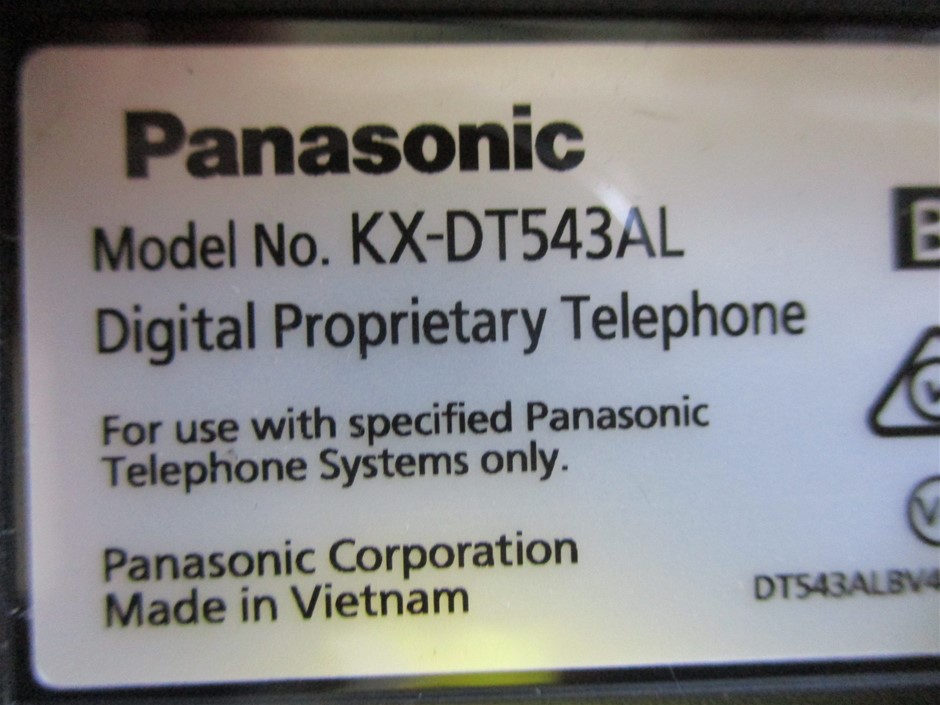 Panasonic
Model No. KX-DT543AL
Digital Proprietary Telephone
For use with specified Panasonic
Telephone Systems only.
Panasonic Corporation
Made in Vietnam
B
DT543ALBV4